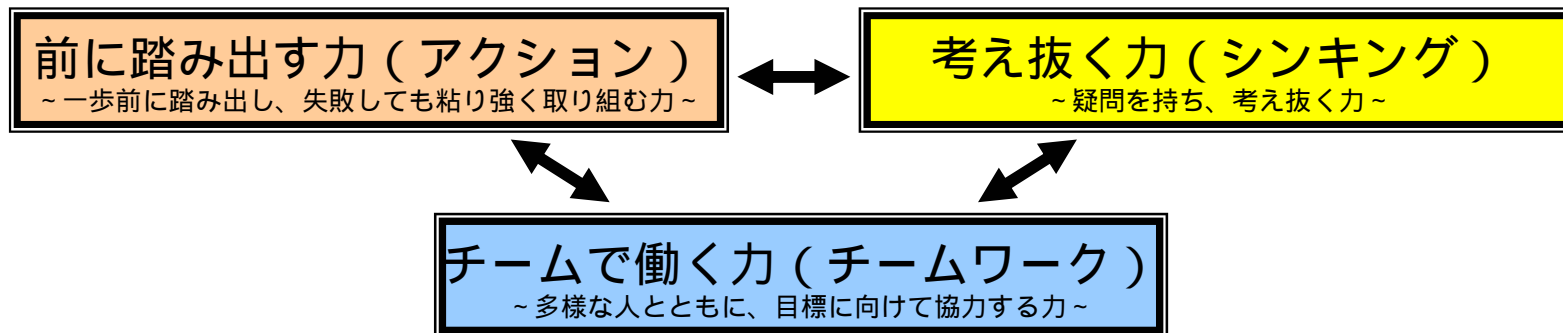 前に踏み出す力（アクション）
~一歩前に踏み出し、失敗しても粘り強く取り組む力~
考え抜く力（シンキング）
~疑問を持ち、考え抜く力~
チームで働く力（チームワーク）
~多様な人とともに、目標に向けて協力する力~